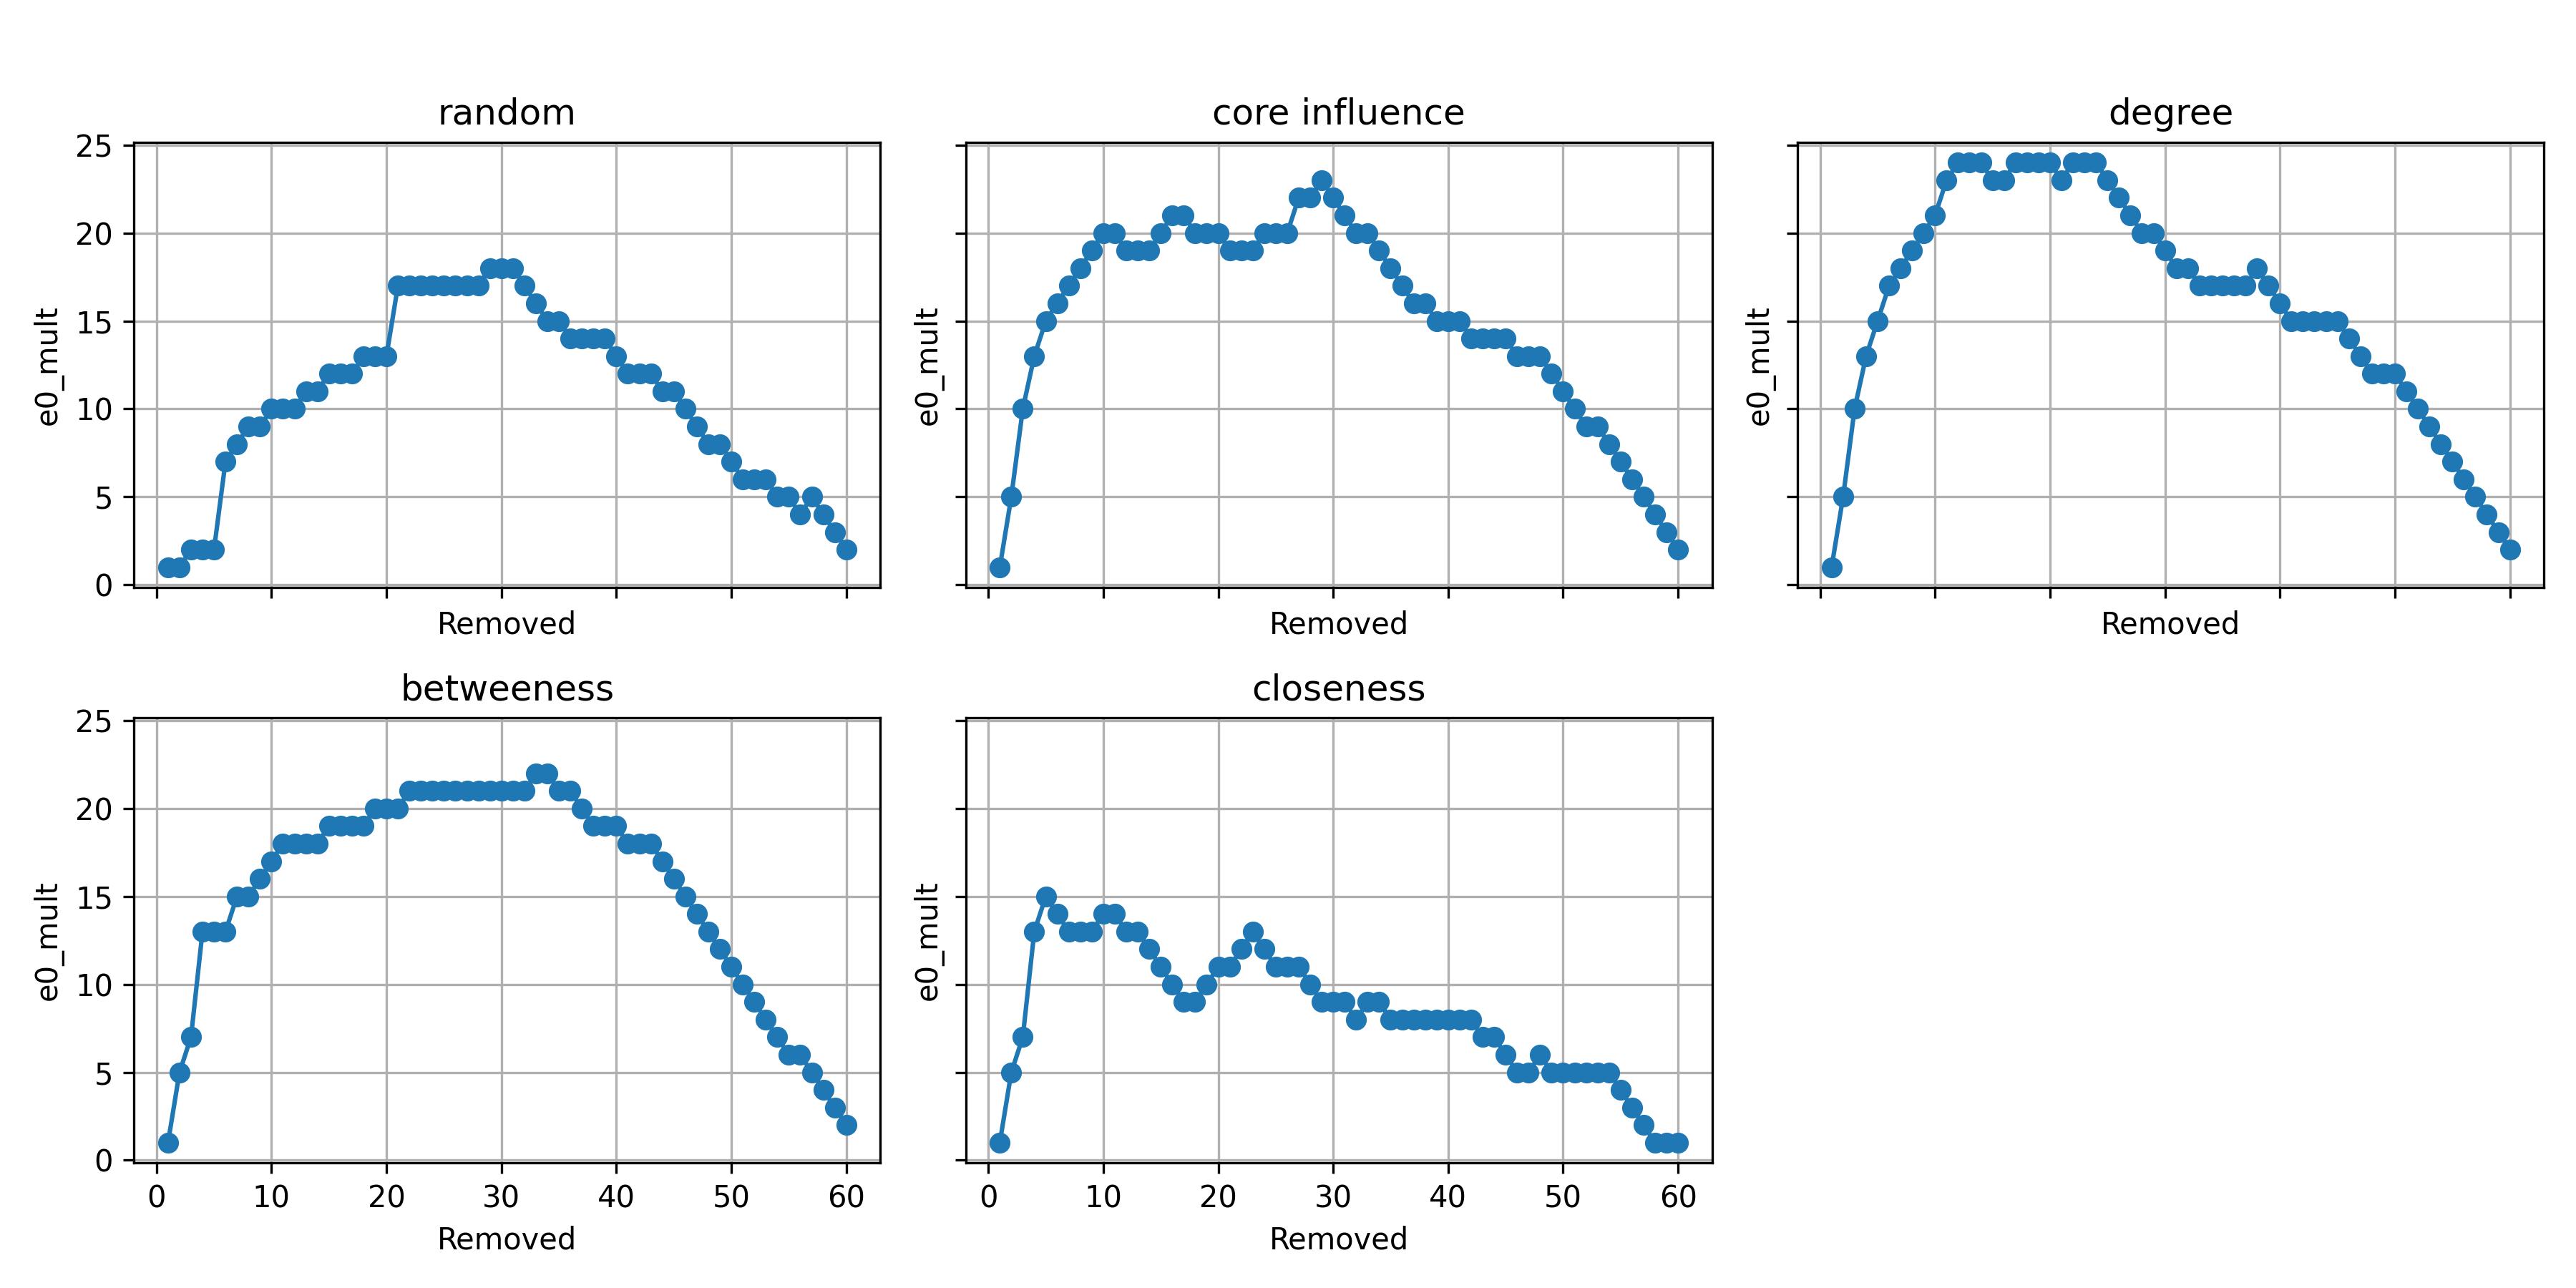 random
25
20
15
10
5
0
e0_mult
Removed
core influence
e0_mult
Removed
degree
e0_mult
Removed
betweeness
25
20
15
10
5
0
e0_mult
0 10 20 30 40 50 60
Removed
closeness
e0_mult
0 10 20 30 40 50 60
Removed